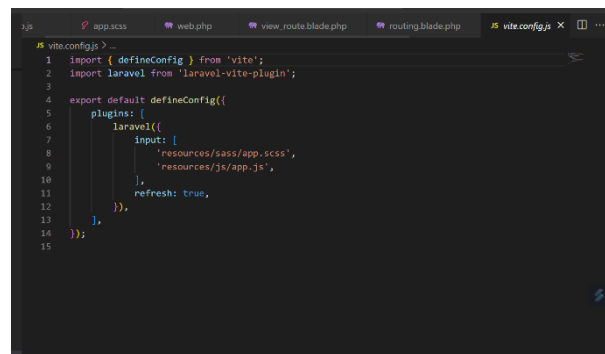 .js app.scss web.php view_route.blade.php routing.blade.php JS vite.config.js × ...
JS vite.config.js > ...
1 import { defineConfig } from 'vite';
2 import laravel from 'laravel-vite-plugin';
3
4 export default defineConfig({
5 plugins: [
6 laravel({
7 input: [
8 'resources/sass/app.scss',
9 'resources/js/app.js',
10 ],
11 refresh: true,
12 }),
13 ],
14 });
15